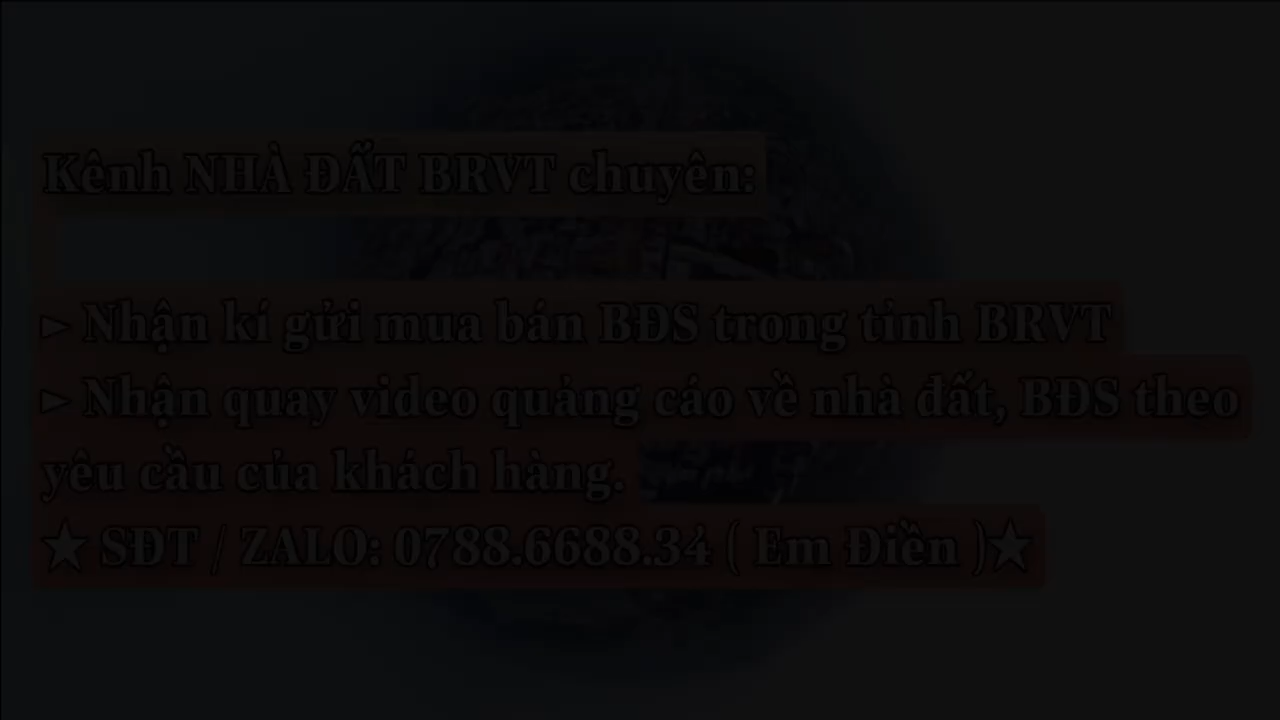 Kênh NHÀ ĐẤT BRVT chuyên:
► Nhận kí gửi mua bán BĐS trong tỉnh BRVT
► Nhận quay video quảng cáo về nhà đất, BĐS theo
yêu cầu của khách hàng.
★ SĐT / ZALO: 0788.6688.34 ( Em Điền )★